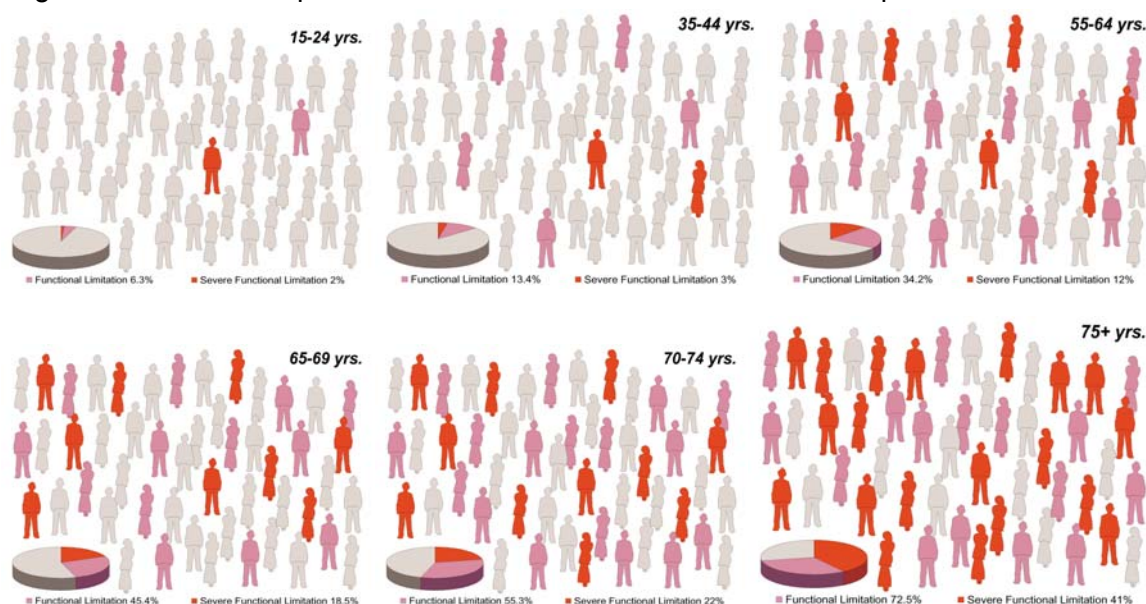 15-24 yrs.
Functional Limitation 6.3% Severe Functional Limitation 2%
35-44 yrs.
Functional Limitation 13.4% Severe Functional Limitation 3%
55-64 yrs.
Functional Limitation 34.2% Severe Functional Limitation 12%
65-69 yrs.
Functional Limitation 45.4% Severe Functional Limitation 18.5%
70-74 yrs.
Functional Limitation 55.3% Severe Functional Limitation 22%
75+ yrs.
Functional Limitation 72.5% Severe Functional Limitation 41%